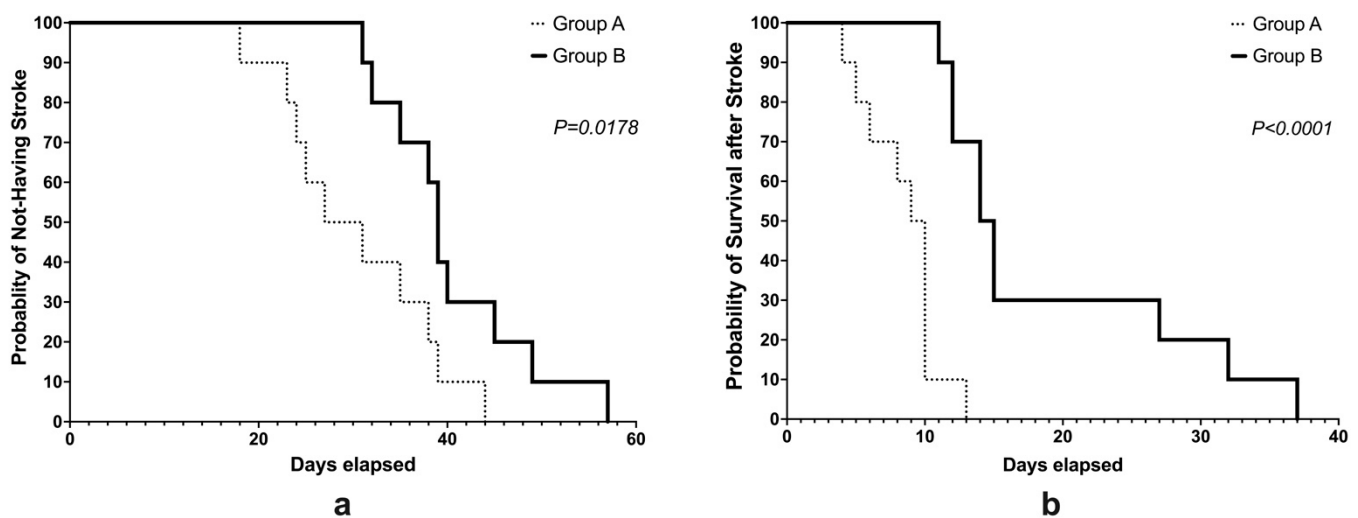 Group A
Group B
P=0.0178
Probablity of Not-Having Stroke
100
90
80
70
60
50
40
30
20
10
0
0 20 40 60
Days elapsed
a
Group A
Group B
P<0.0001
Probability of Survival after Stroke
100
90
80
70
60
50
40
30
20
10
0
0 10 20 30 40
Days elapsed
b